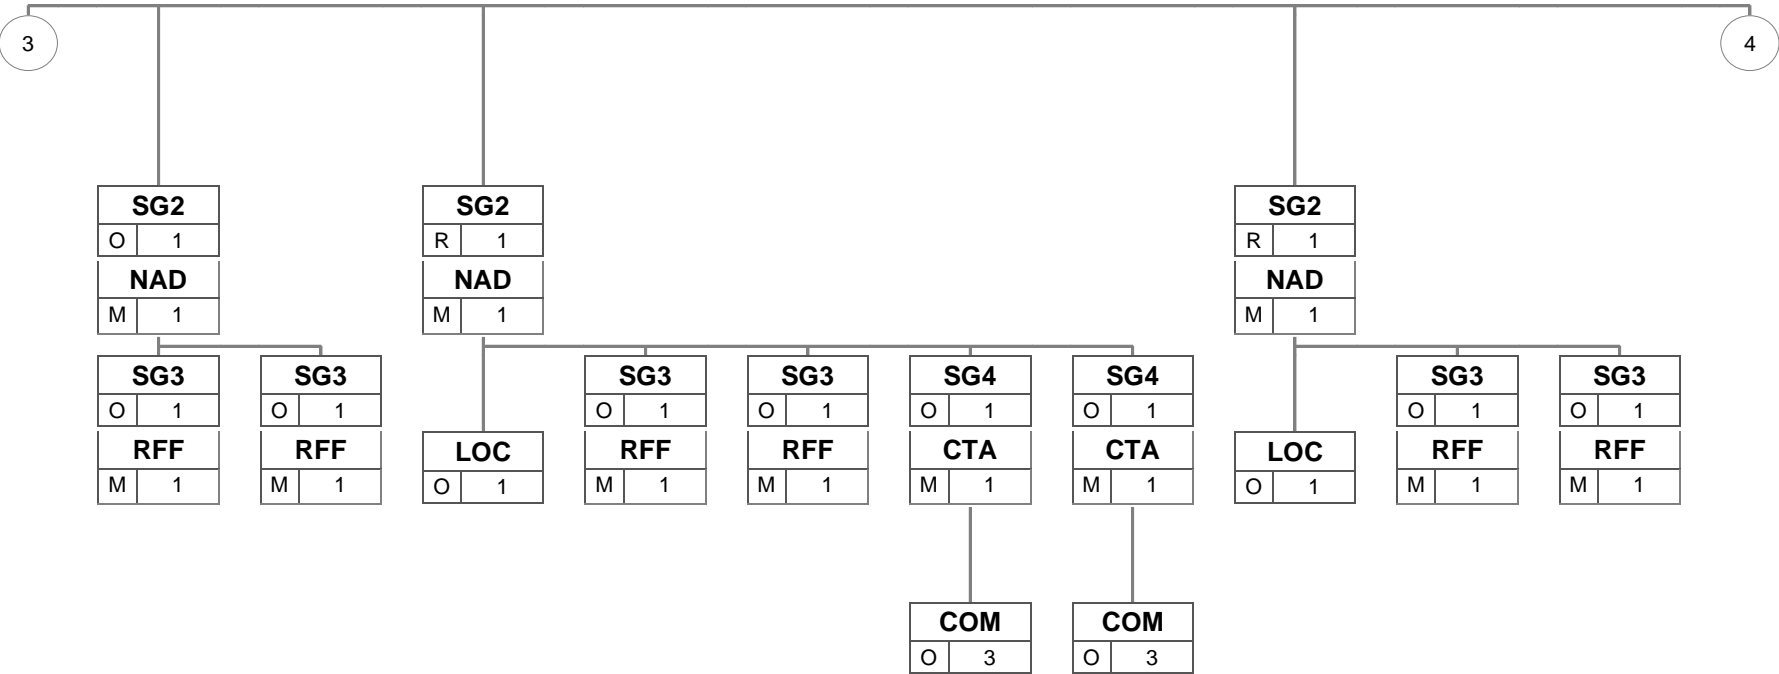 3 4
SG2 SG2 SG2
O 1 R 1 R 1
NAD NAD NAD
M 1 M 1 M 1
SG3 SG3 SG3 SG3 SG4 SG4 SG3 SG3
O 1 O 1 O 1 O 1 O 1 O 1 O 1 O 1
RFF RFF LOC RFF RFF CTA CTA LOC RFF RFF
M 1 M 1 O 1 M 1 M 1 M 1 M 1 O 1 M 1 M 1
COM COM
O 3 O 3